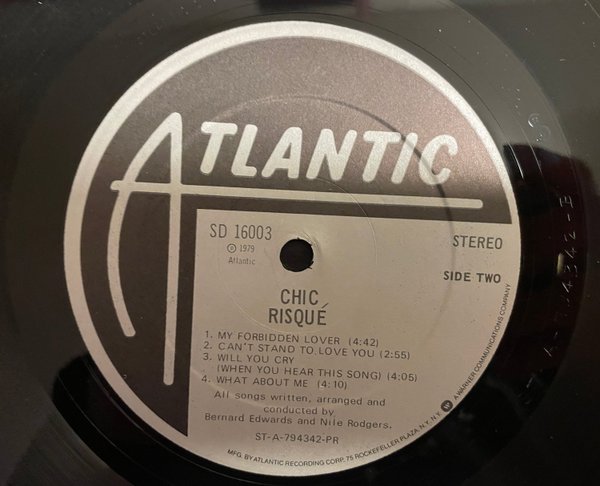 ATLANTIC
SD 16003
℗ 1979
Atlantic
STEREO
SIDE TWO
CHIC
RISQUÉ
1. MY FORBIDDEN LOVER (4:42)
2. CAN'T STAND TO LOVE YOU (2:55)
3. WILL YOU CRY
(WHEN YOU HEAR THIS SONG) (4:05)
4. WHAT ABOUT ME (4:10)
All songs written, arranged and
conducted by
Bernard Edwards and Nile Rodgers.
ST-A-794342-PR
MFG. BY ATLANTIC RECORDING CORP. 75 ROCKEFELLER PLAZA, N.Y. N.Y. A WARNER COMMUNICATIONS COMPANY